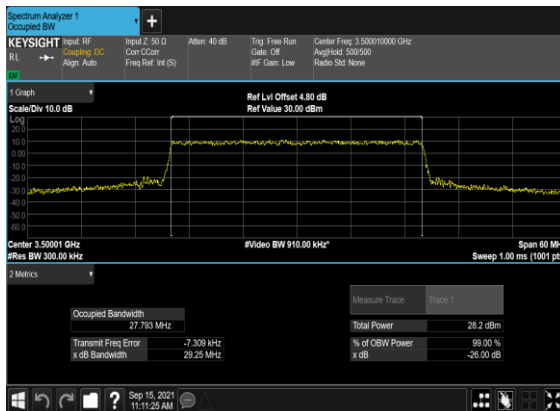 Spectrum Analyzer 1
Occupied BW
+
KEYSIGHT
RL
Input: RF
Coupling: DC
Align: Auto
Input Z: 50 Ω
Corr CCorr
Freq Ref: Int (S)
Atten: 40 dB
Trig: Free Run
Gate: Off
#IF Gain: Low
Center Freq: 3.500010000 GHz
Avg|Hold: 500/500
Radio Std: None
1 Graph
Scale/Div 10.0 dB
Ref Lvl Offset 4.80 dB
Ref Value 30.00 dBm
Log
20.0
10.0
0.00
-10.0
-20.0
-30.0
-40.0
-50.0
-60.0
Center 3.50001 GHz
#Res BW 300.00 kHz
#Video BW 910.00 kHz*
Span 60 MH
Sweep 1.00 ms (1001 pt
2 Metrics
Measure Trace Trace 1
Occupied Bandwidth
27.793 MHz
Total Power 28.2 dBm
Transmit Freq Error -7.309 kHz
% of OBW Power 99.00 %
x dB Bandwidth 29.25 MHz
x dB -26.00 dB
?
Sep 15, 2021
11:11:25 AM